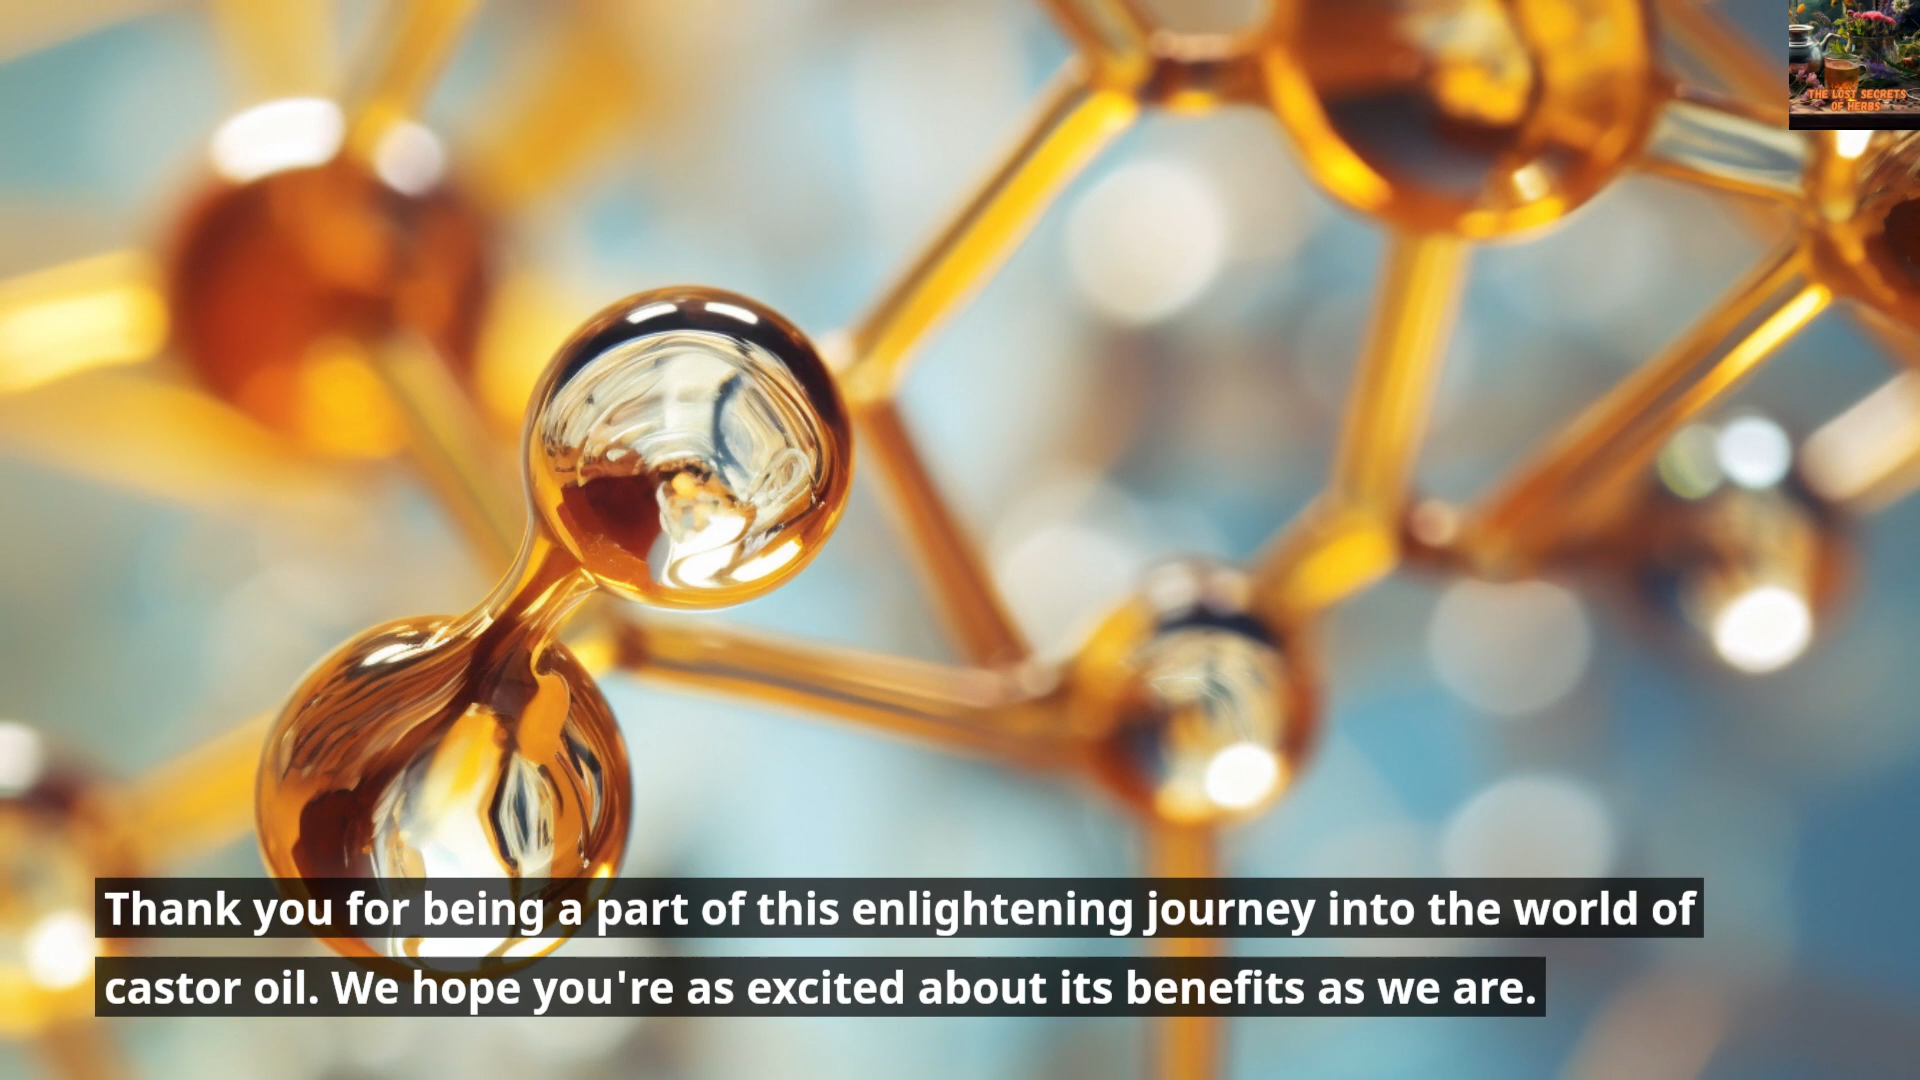 THE LOST SECRETS
OF HERBS
Thank you for being a part of this enlightening journey into the world of
castor oil. We hope you're as excited about its benefits as we are.